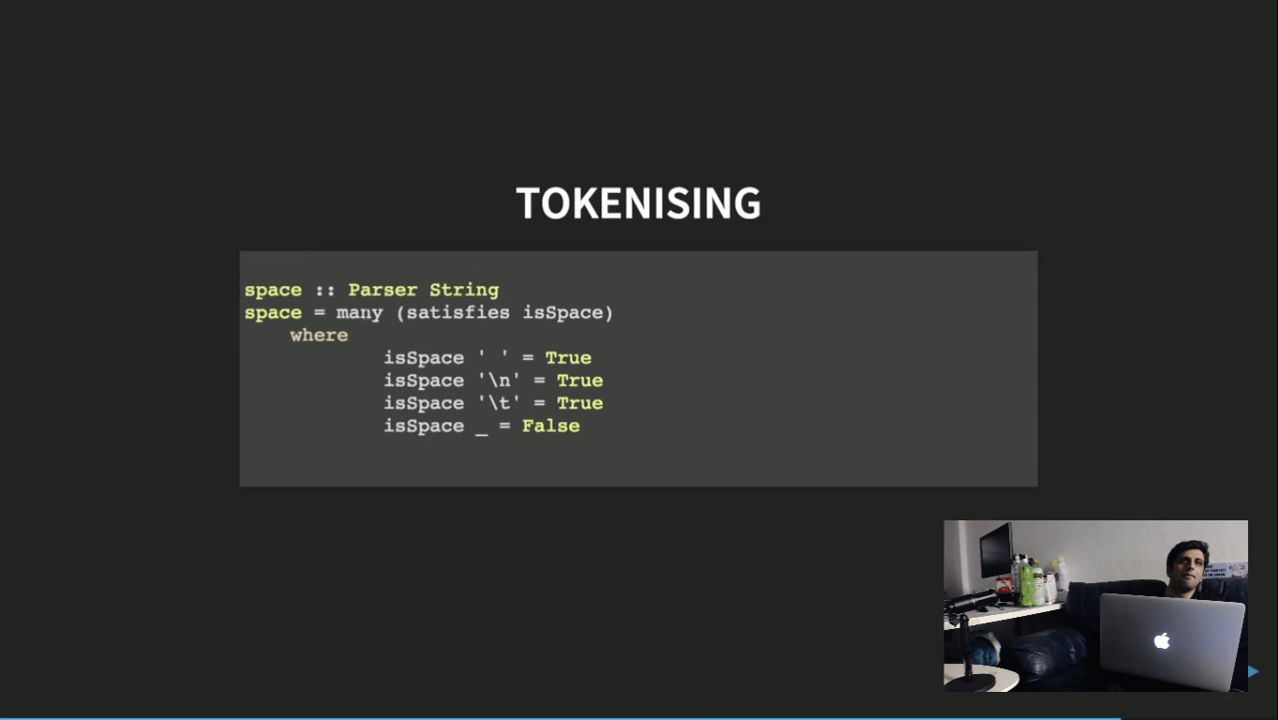 TOKENISING
space :: Parser String
space = many (satisfies isSpace)
    where
            isSpace ' ' = True
            isSpace '\n' = True
            isSpace '\t' = True
            isSpace _ = False